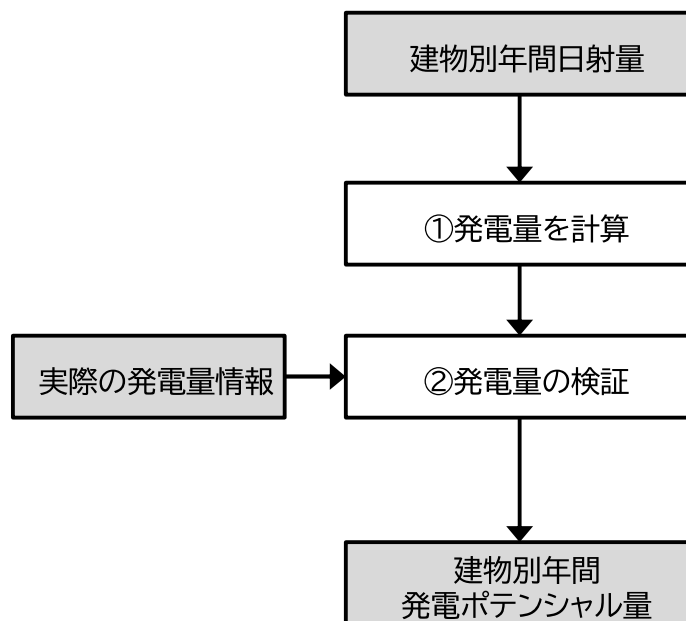 建物別年間日射量
①発電量を計算
実際の発電量情報
②発電量の検証
建物別年間
発電ポテンシャル量